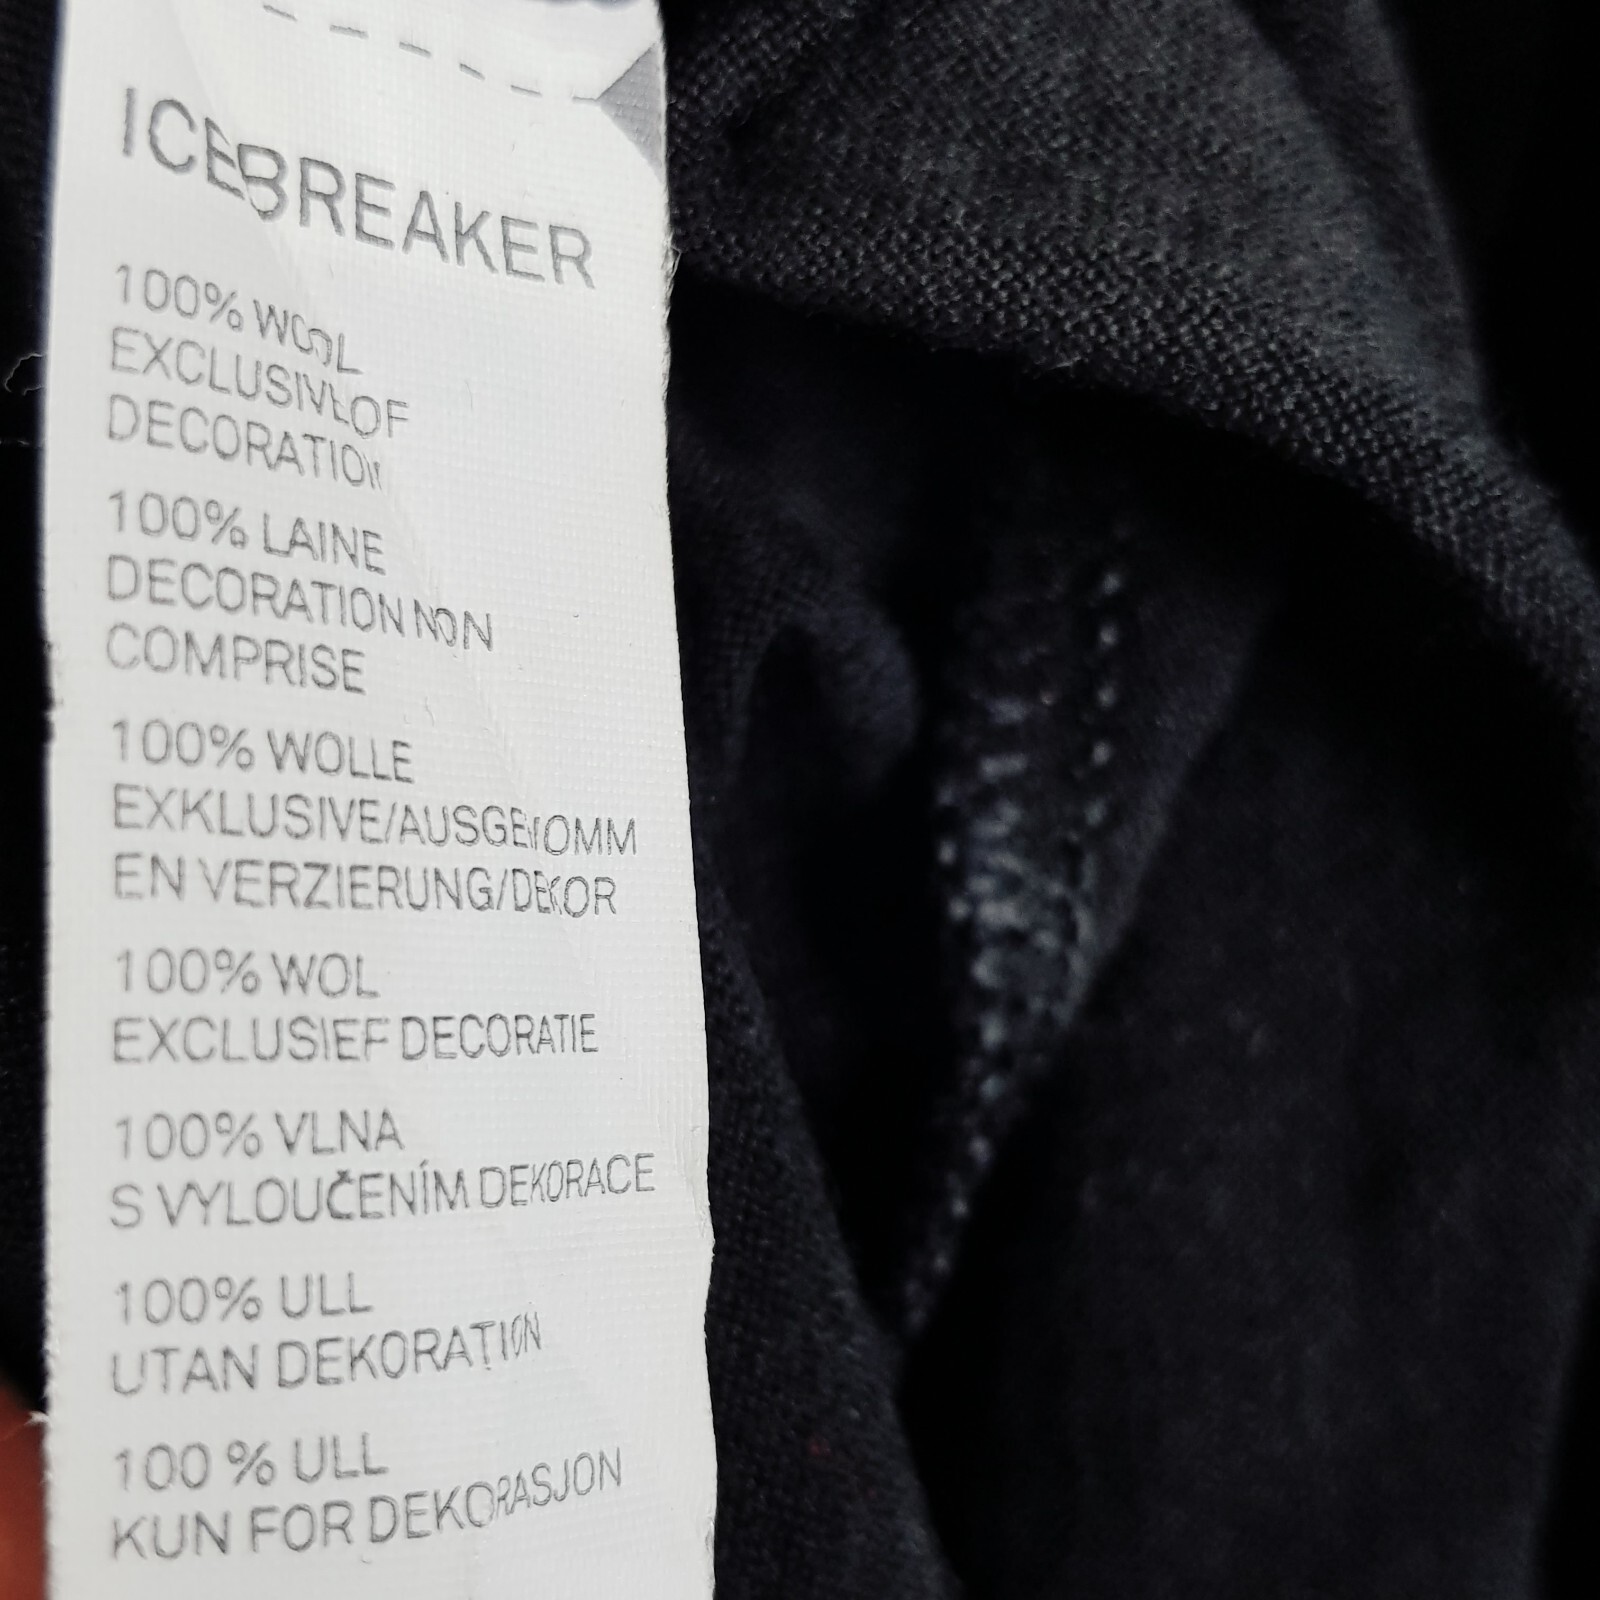 ICEBREAKER
100% WOOL
EXCLUSIVE OF
DECORATION
100% LAINE
DECORATION NON
COMPRISE
100% WOLLE
EXKLUSIVE/AUSGENOMM
EN VERZIERUNG/DEKOR
100% WOL
EXCLUSIEF DECORATIE
100% VLNA
S VYLOUČENÍM DEKORACE
100% ULL
UTAN DEKORATION
100 % ULL
KUN FOR DEKORASJON